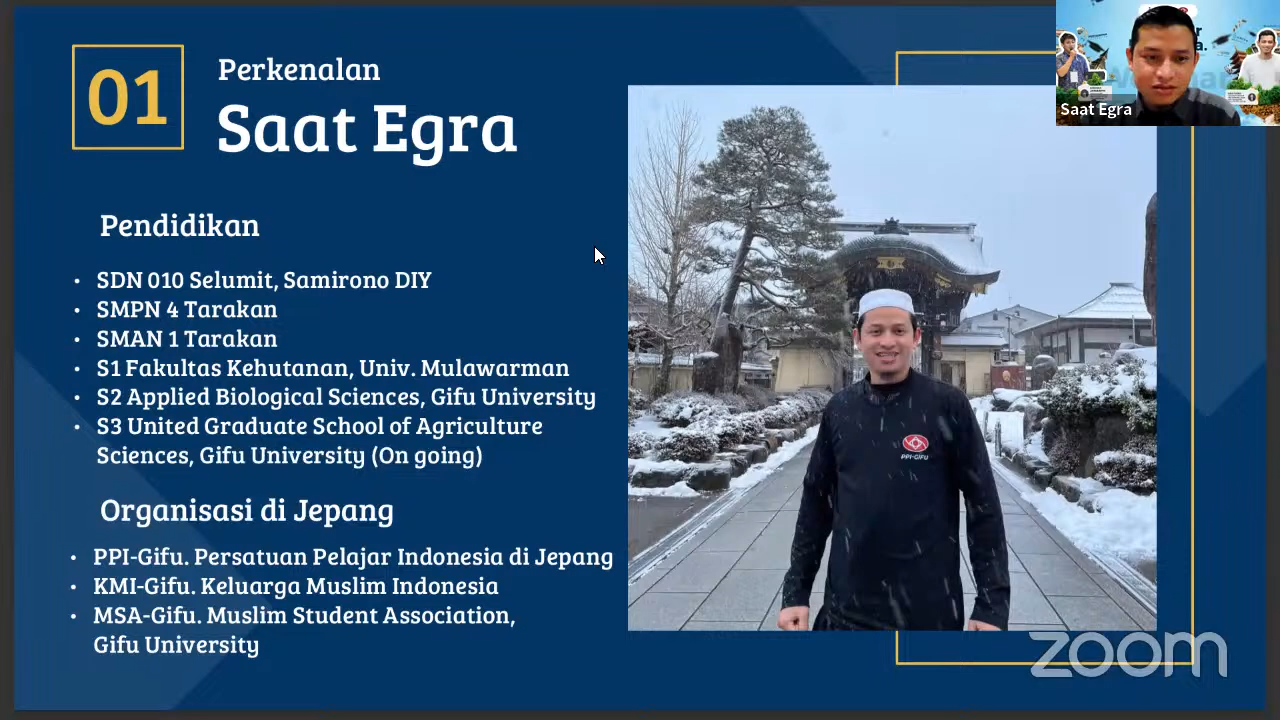 01
Perkenalan
Saat Egra
Pendidikan
• SDN 010 Selumit, Samirono DIY
• SMPN 4 Tarakan
• SMAN 1 Tarakan
• S1 Fakultas Kehutanan, Univ. Mulawarman
• S2 Applied Biological Sciences, Gifu University
• S3 United Graduate School of Agriculture
Sciences, Gifu University (On going)
Organisasi di Jepang
• PPI-Gifu. Persatuan Pelajar Indonesia di Jepang
• KMI-Gifu. Keluarga Muslim Indonesia
• MSA-Gifu. Muslim Student Association,
Gifu University
PPI-GIFU
Saat Egra
zoom